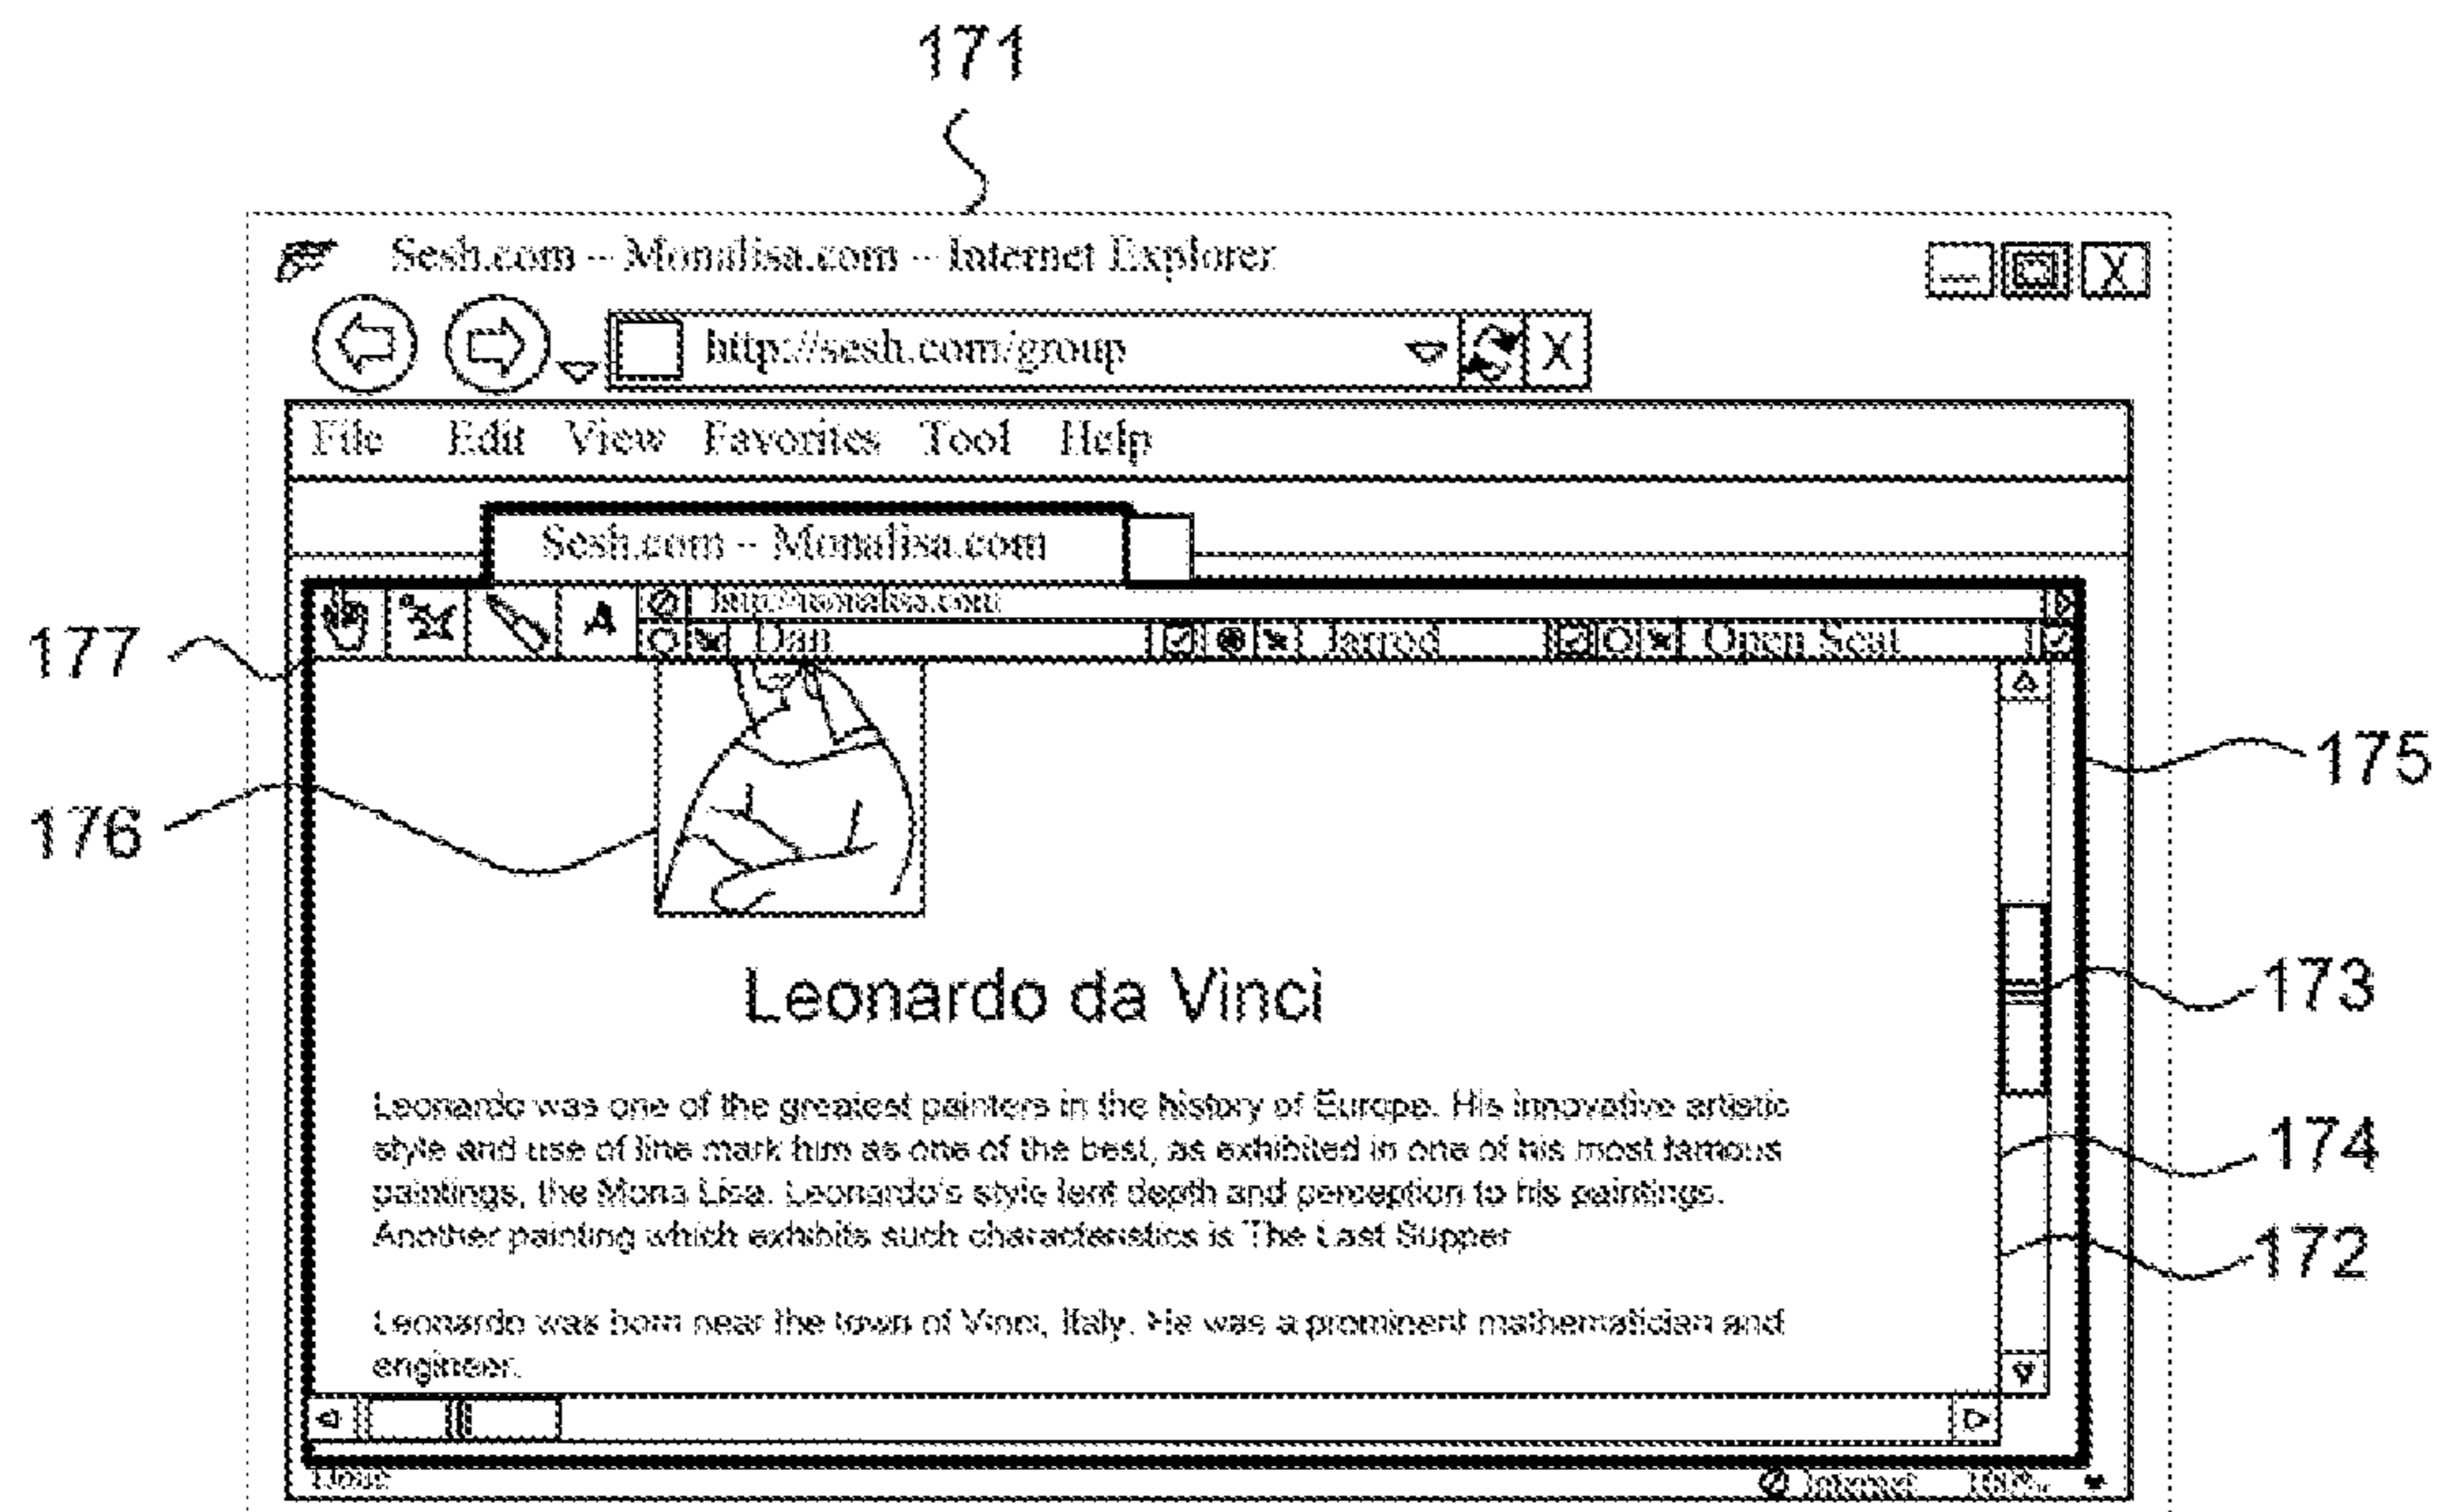 171
Sesh.com -- Monalisa.com -- Internet Explorer
http://sesh.com/group
X
File Edit View Favorites Tool Help
Sesh.com -- Monalisa.com
A http://monalisa.com
Dan Jarrod Open Seat
177
175
176
173
Leonardo da Vinci
Leonardo was one of the greatest painters in the history of Europe. His innovative artistic
style and use of line mark him as one of the best, as exhibited in one of his most famous
174
paintings, the Mona Lisa. Leonardo's style lent depth and perception to his paintings.
Another painting which exhibits such characteristics is The Last Supper
172
Leonardo was born near the town of Vinci, Italy. He was a prominent mathematician and
engineer.
Done Internet 100%